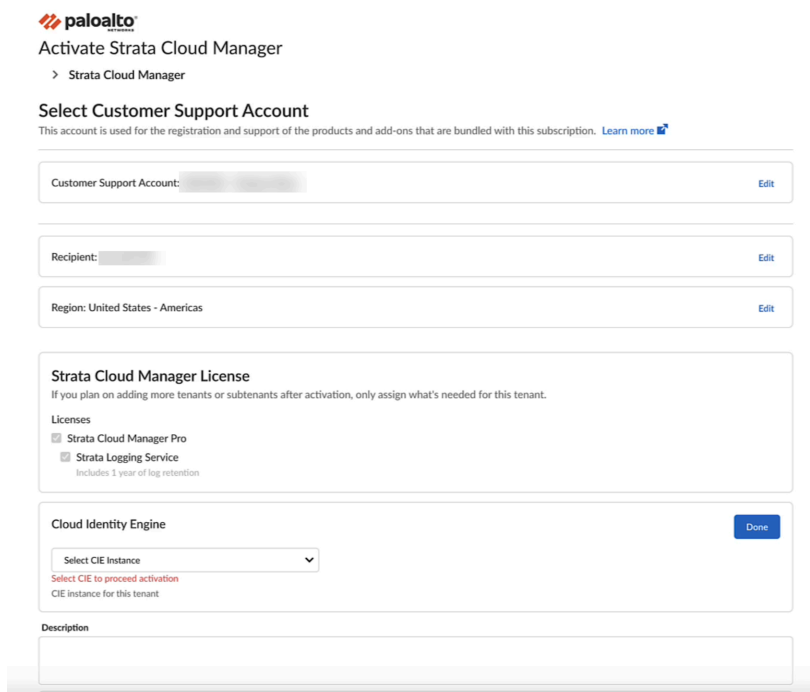 paloalto
NETWORKS
Activate Strata Cloud Manager
Strata Cloud Manager
Select Customer Support Account
This account is used for the registration and support of the products and add-ons that are bundled with this subscription. Learn more
Customer Support Account:
Edit
Recipient:
Edit
Region: United States - Americas
Edit
Strata Cloud Manager License
If you plan on adding more tenants or subtenants after activation, only assign what's needed for this tenant.
Licenses
Strata Cloud Manager Pro
Strata Logging Service
Includes 1 year of log retention
Cloud Identity Engine
Done
Select CIE Instance
Select CIE to proceed activation
CIE instance for this tenant
Description